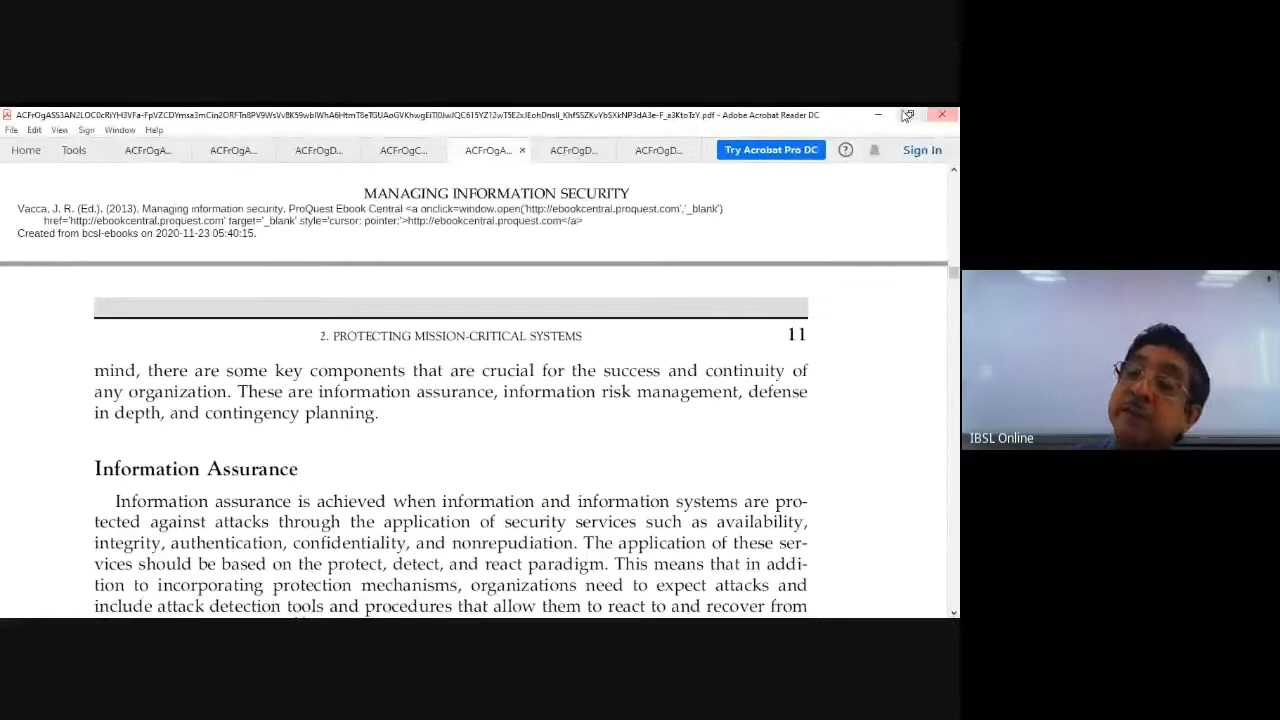 ACFrOgASS3AN2LOC0cRiYH3VFa-FpVZCDYmsa3mCin2ORFTn8PV9WsVvBK59wbIWhA6HtmT8eTGUAoGVKhwgEiTI0JwJQC615YZ12wT5E2xJEohDnsIl_KhfSSZKvYbSXkNP3dA3e-F_a3KtoTzY.pdf - Adobe Acrobat Reader DC
File Edit View Sign Window Help
Home Tools ACFrOgA... ACFrOgA... ACFrOgD... ACFrOgC... ACFrOgA... × ACFrOgD... ACFrOgD... Try Acrobat Pro DC Sign In
MANAGING INFORMATION SECURITY
Vacca, J. R. (Ed.). (2013). Managing information security. ProQuest Ebook Central <a onclick=window.open('http://ebookcentral.proquest.com','_blank')
href='http://ebookcentral.proquest.com' target='_blank' style='cursor: pointer;'>http://ebookcentral.proquest.com</a>
Created from bcsl-ebooks on 2020-11-23 05:40:15.
2. PROTECTING MISSION-CRITICAL SYSTEMS 11
mind, there are some key components that are crucial for the success and continuity of
any organization. These are information assurance, information risk management, defense
in depth, and contingency planning.
Information Assurance
Information assurance is achieved when information and information systems are pro-
tected against attacks through the application of security services such as availability,
integrity, authentication, confidentiality, and nonrepudiation. The application of these ser-
vices should be based on the protect, detect, and react paradigm. This means that in addi-
tion to incorporating protection mechanisms, organizations need to expect attacks and
include attack detection tools and procedures that allow them to react to and recover from
IBSL Online